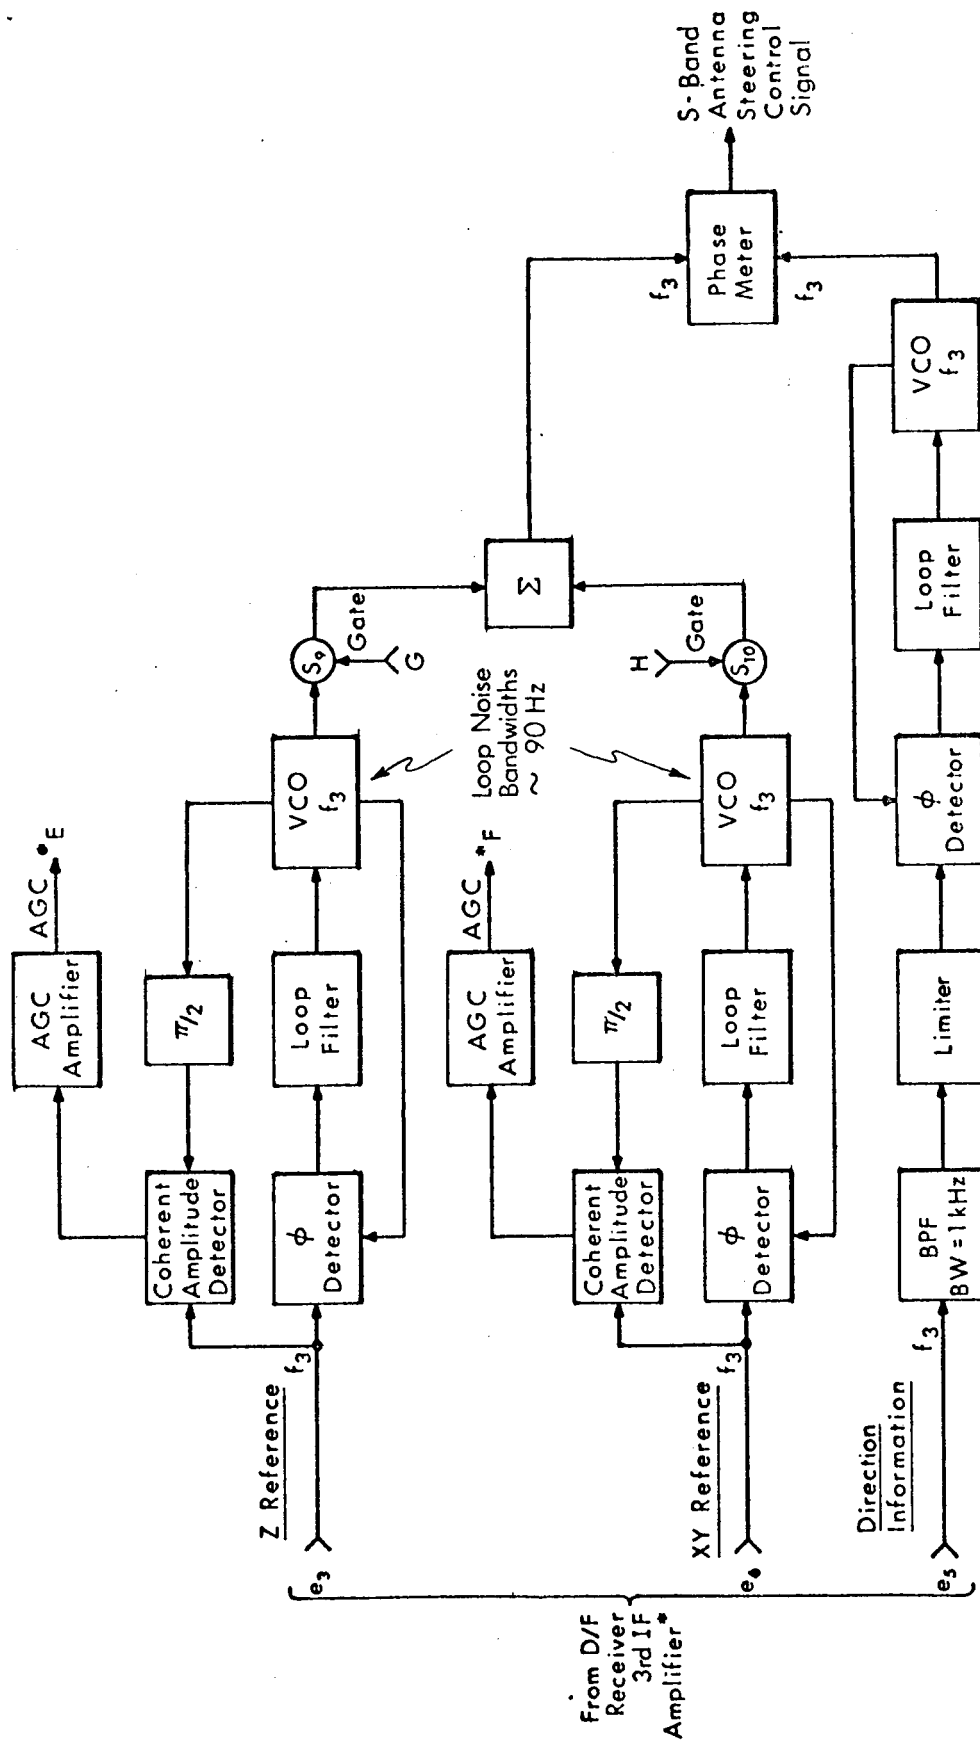 From D/F
Receiver
3rd IF
Amplifier*
e3
Z Reference
f3
Coherent
Amplitude
Detector
AGC
Amplifier
AGC
*E
π/2
ϕ
Detector
Loop
Filter
VCO
f3
S9
Gate
G
Loop Noise
Bandwidths
~ 90 Hz
e6
XY Reference
f3
Coherent
Amplitude
Detector
AGC
Amplifier
AGC
*F
π/2
ϕ
Detector
Loop
Filter
VCO
f3
H
Gate
S10
Σ
f3
Phase
Meter
f3
S-Band
Antenna
Steering
Control
Signal
e5
Direction
Information
f3
BPF
BW = 1 kHz
Limiter
ϕ
Detector
Loop
Filter
VCO
f3